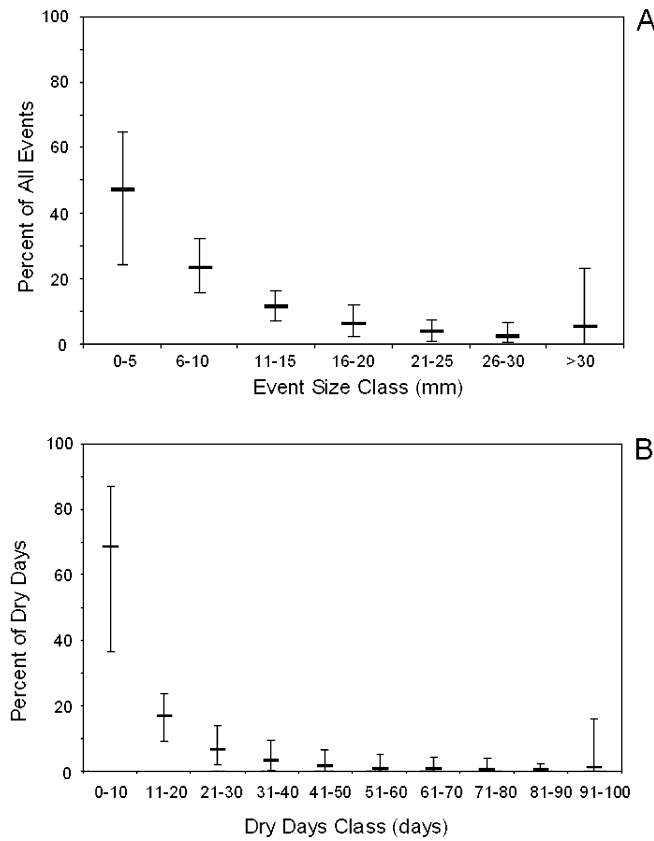 A
100
80
60
40
20
0
Percent of All Events
0-5 6-10 11-15 16-20 21-25 26-30 >30
Event Size Class (mm)
B
100
80
60
40
20
0
Percent of Dry Days
0-10 11-20 21-30 31-40 41-50 51-60 61-70 71-80 81-90 91-100
Dry Days Class (days)